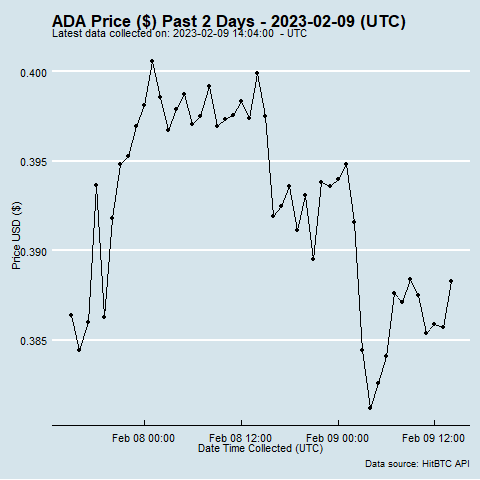 ADA Price ($) Past 2 Days - 2023-02-09 (UTC)
Latest data collected on: 2023-02-09 14:04:00  - UTC
0.400
0.395
0.390
0.385
Price USD ($)
Feb 08 00:00
Feb 08 12:00
Feb 09 00:00
Feb 09 12:00
Date Time Collected (UTC)
Data source: HitBTC API